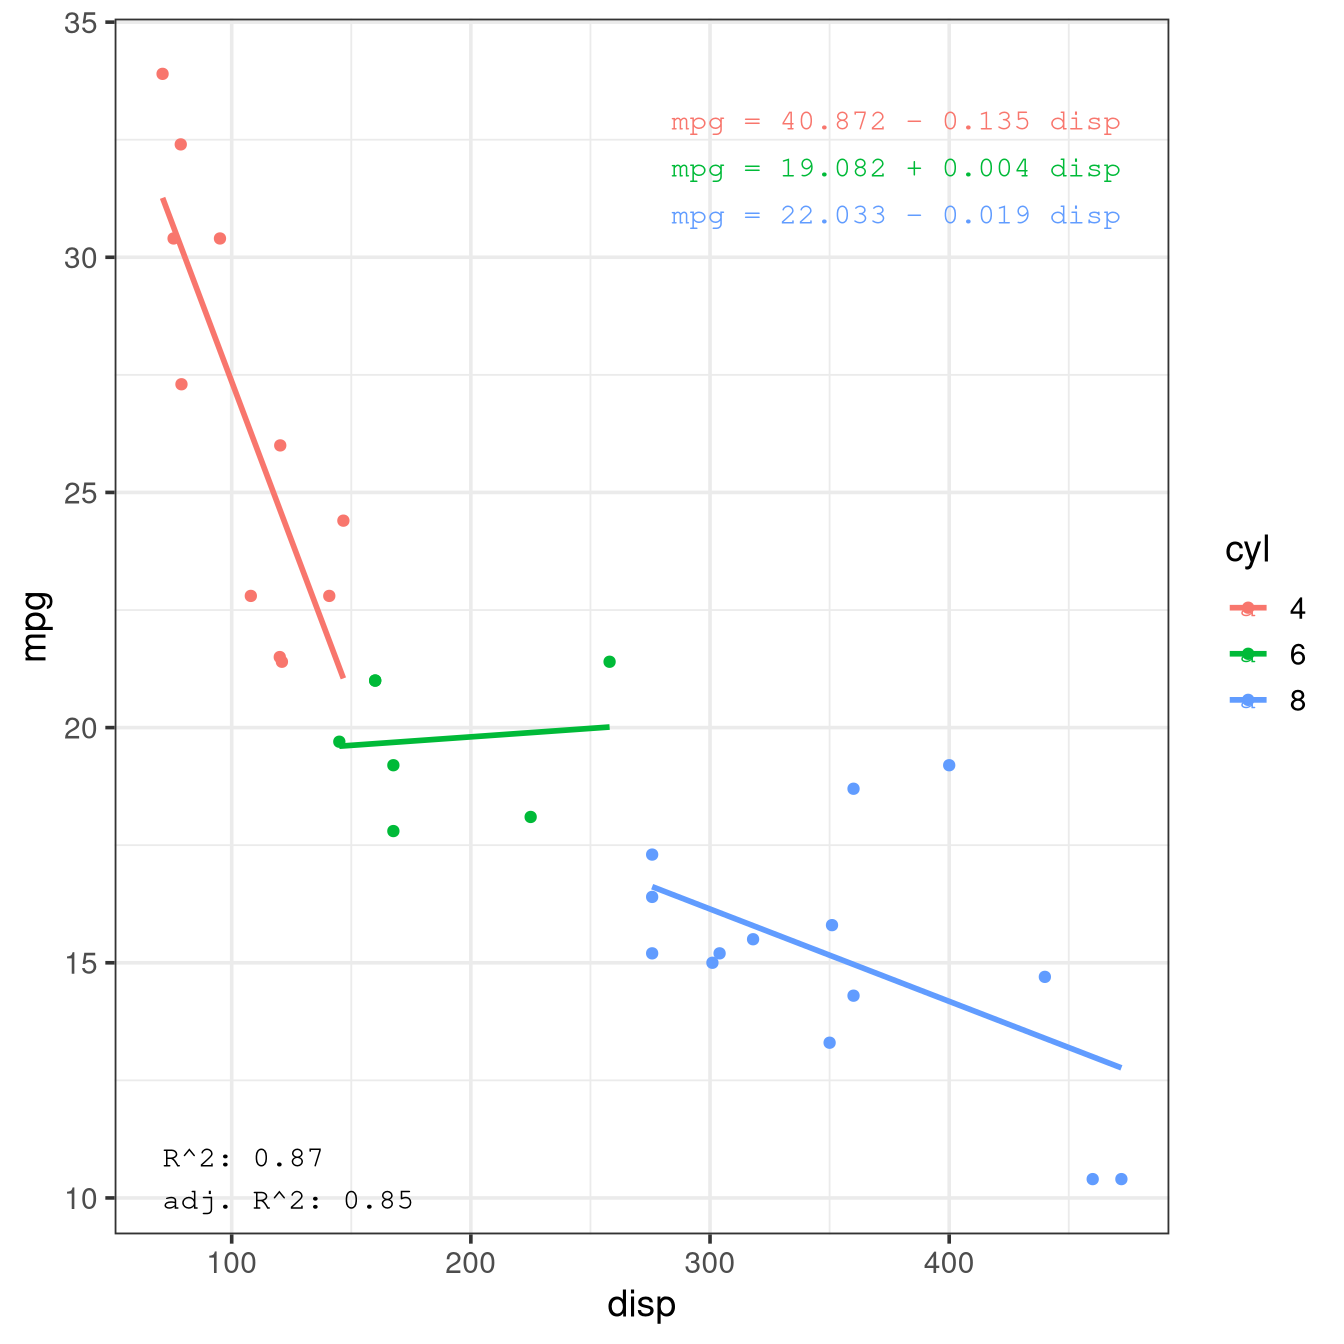 35
30
25
20
15
10
mpg
mpg = 40.872 − 0.135 disp
mpg = 19.082 + 0.004 disp
mpg = 22.033 − 0.019 disp
R^2: 0.87
adj. R^2: 0.85
100 200 300 400
disp
cyl
a 4
a 6
a 8